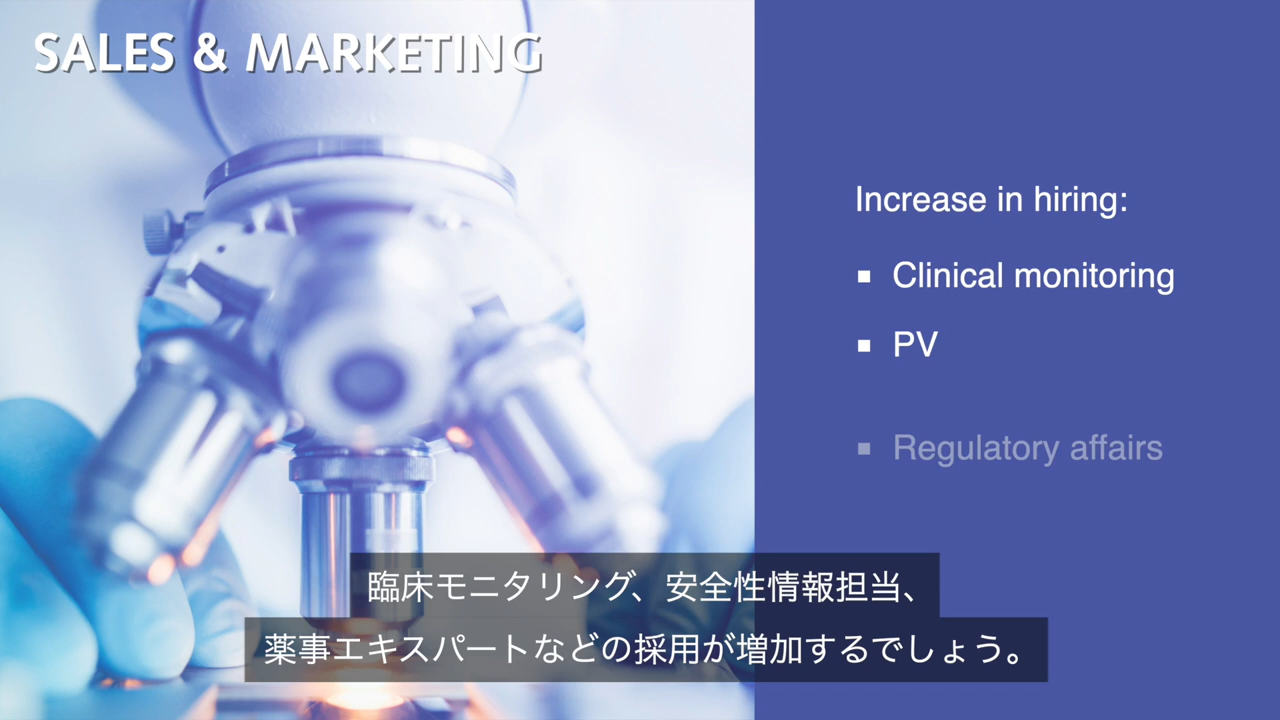 SALES & MARKETING
Increase in hiring:
▪ Clinical monitoring
▪ PV
▪ Regulatory affairs
臨床モニタリング、安全性情報担当、
薬事エキスパートなどの採用が増加するでしょう。